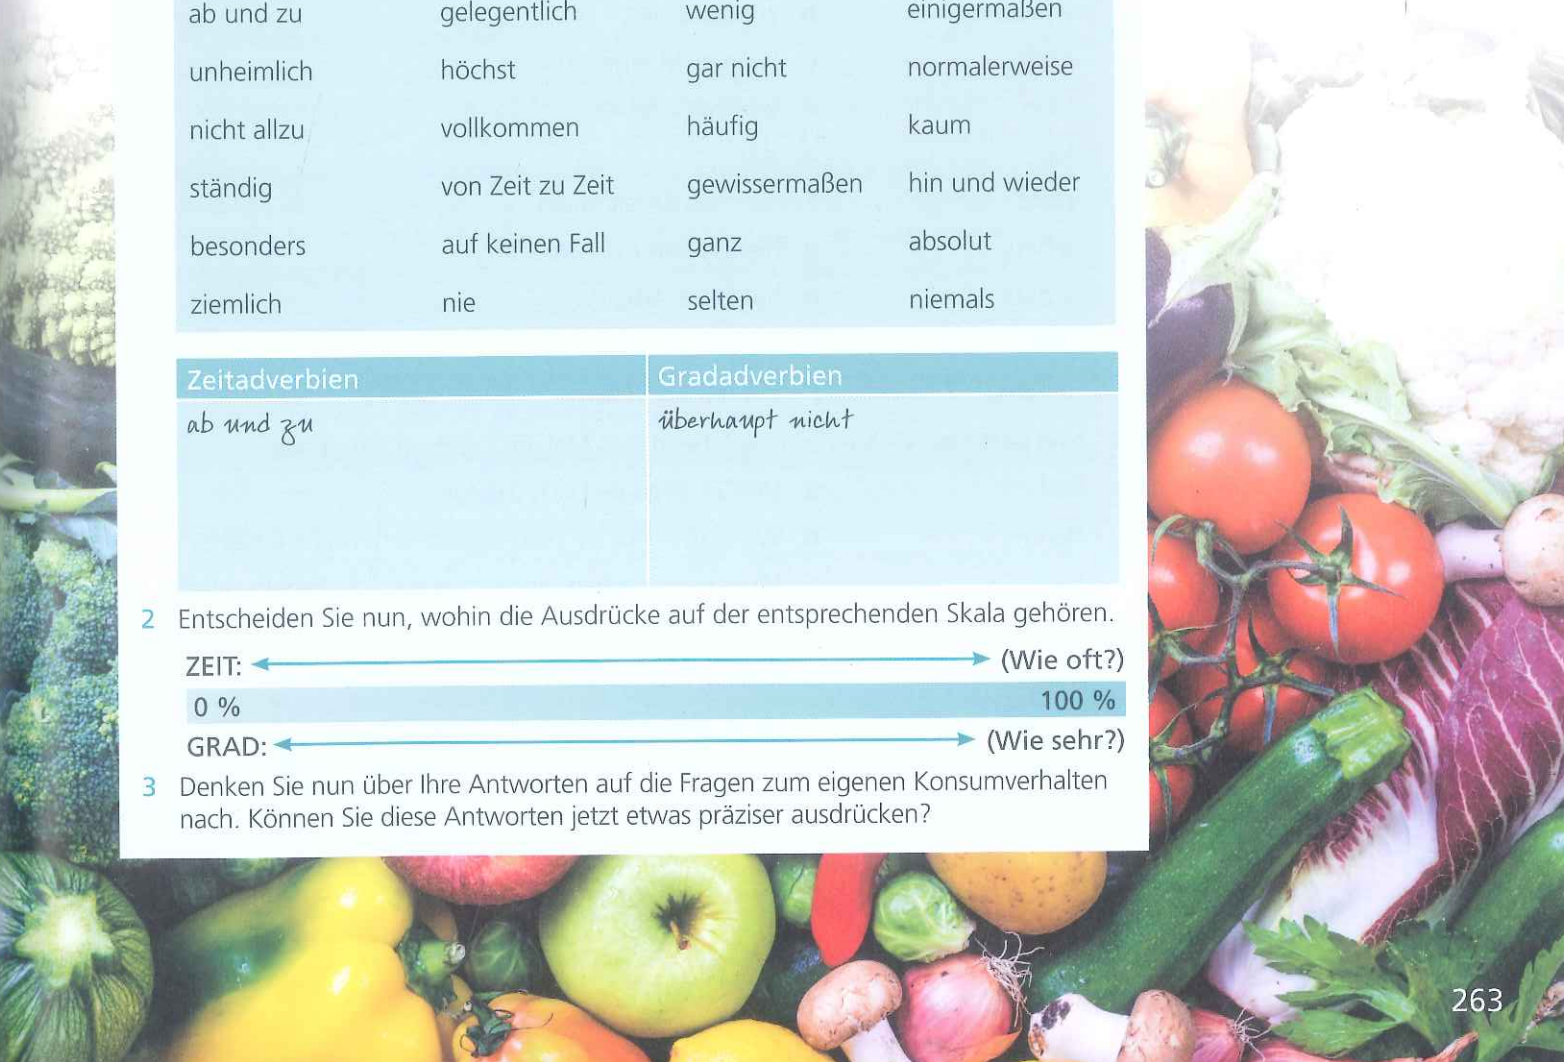 ab und zu gelegentlich wenig einigermaßen
unheimlich höchst gar nicht normalerweise
nicht allzu vollkommen häufig kaum
ständig von Zeit zu Zeit gewissermaßen hin und wieder
besonders auf keinen Fall ganz absolut
ziemlich nie selten niemals
Zeitadverbien Gradadverbien
ab und zu überhaupt nicht
2 Entscheiden Sie nun, wohin die Ausdrücke auf der entsprechenden Skala gehören.
ZEIT: (Wie oft?)
0 % 100 %
GRAD: (Wie sehr?)
3 Denken Sie nun über Ihre Antworten auf die Fragen zum eigenen Konsumverhalten
nach. Können Sie diese Antworten jetzt etwas präziser ausdrücken?
263